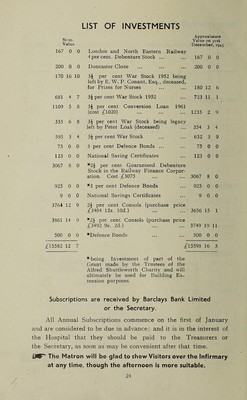 LIST OF INVESTMENTS
Nominal Value
Approximate Value on 31st December, 1945
167 0 0 London and North Eastern Railway 4 per cent. Debenture Stock ... 167 0 0
200 0 0 Doncaster Close ... 200 0 0
170 16 10 3½ per cent War Stock 1952 being left by E. W. P. Conant, Esq., deceased, for Prizes for Nurses ... 180 12 6
681 4 7 3½ per cent War Stock 1952 ... 723 11 1
1109 5 8 3½ per cent Conversion Loan 1961 (cost £1020) ... 1235 2 9
335 6 8 3½ per cent War Stock being legacy left by Peter Loak (deceased) ... 354 3 4
595 3 4 3½ per cent War Stock ... 632 3 9
75 0 0 3 per cent Defence Bonds ... 75 0 0
123 0 0 National Saving Certificates ... 123 0 0
3067 8 0 *2½ per cent Guaranteed Debenture Stock in the Railway Finance Corporation. Cost £3075 3067 8 0
925 0 0 *3 per cent Defence Bonds ... 925 0 0
9 0 0 National Savings Certificates ... 9 0 0
3764 12 0 2½ per cent Consols (purchase price £3404 12s. 10d.) ... 3656 15 1
3861 14 0 *2½ per cent Consols (purchase price £3492 9s. 2d.) ... 3749 19 11
500 0 0 *Defence Bonds ... 500 0 0
£15582 12 7 £15598 16 3
*being Investment of part of the
Grant made by the Trustees of the
Alfred Shuttleworth Charity and will
ultimately be used for Building Ex-
tension purposes.
Subscriptions are received by Barclays Bank Limited
or the Secretary.
All Annual Subscriptions commence on the first of January
and are considered to be due in advance; and it is in the interest of
the Hospital that they should be paid to the Treasurers or
the Secretary, as soon as may be convenient after that time.
☞ The Matron will be glad to shew Visitors over the Infirmary
at any time, though the afternoon is more suitable.
24